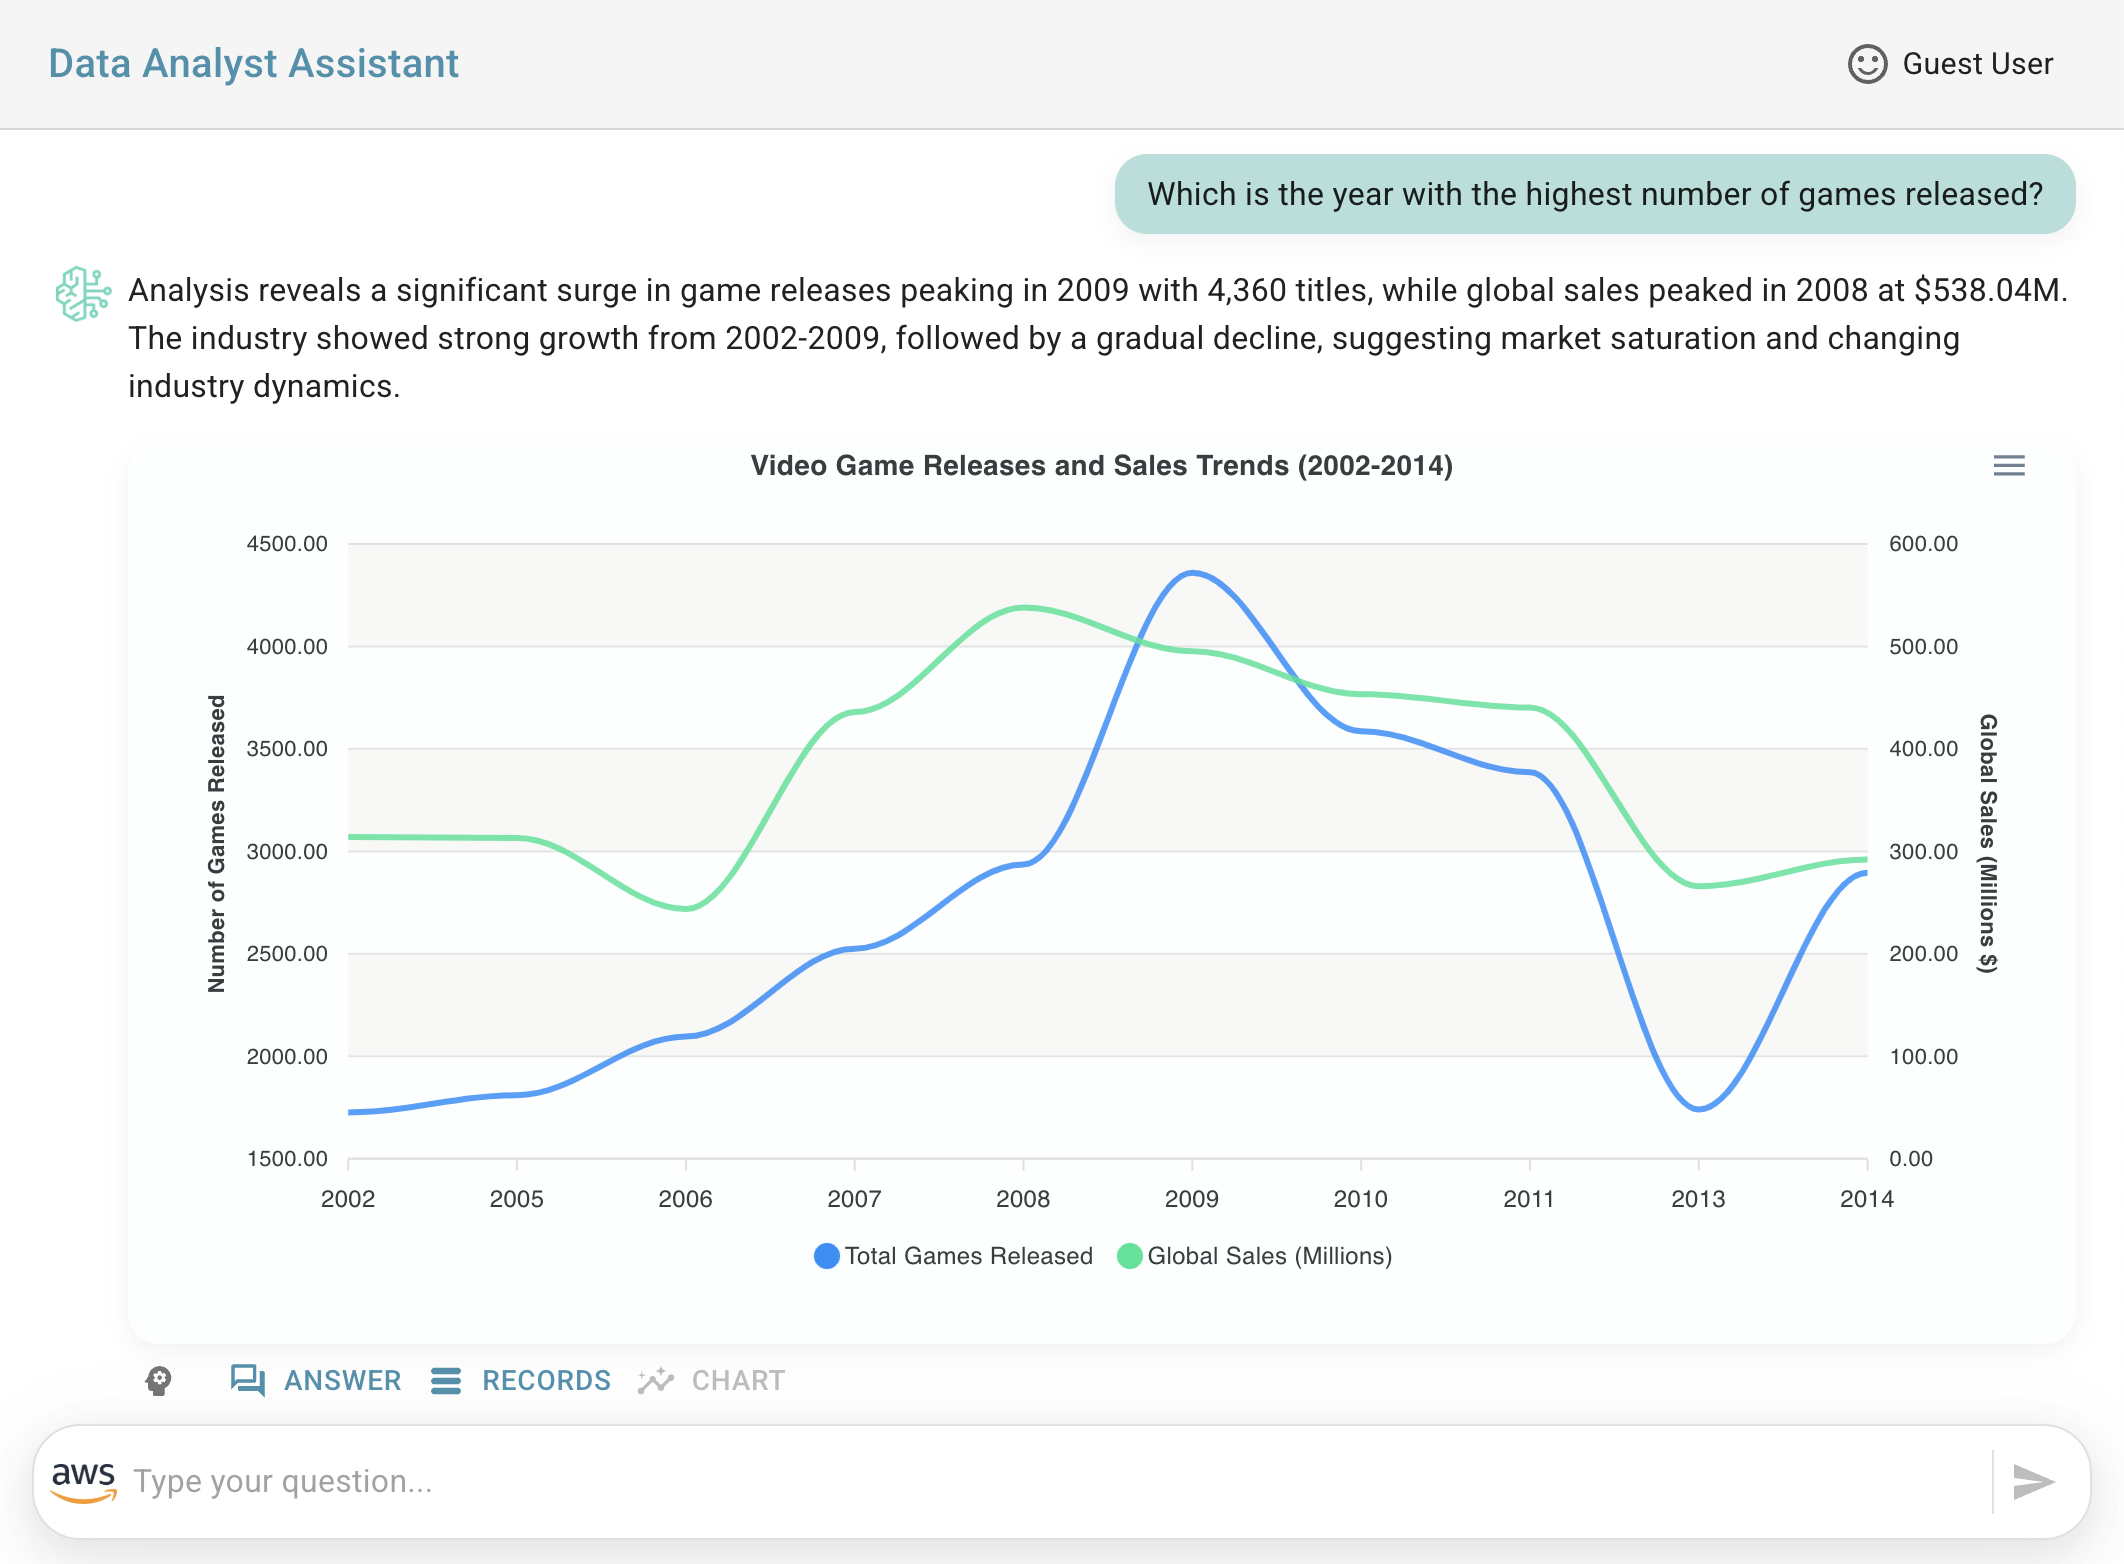 Data Analyst Assistant
Guest User
Which is the year with the highest number of games released?
Analysis reveals a significant surge in game releases peaking in 2009 with 4,360 titles, while global sales peaked in 2008 at $538.04M.
The industry showed strong growth from 2002-2009, followed by a gradual decline, suggesting market saturation and changing
industry dynamics.
Video Game Releases and Sales Trends (2002-2014)
Number of Games Released
4500.00
4000.00
3500.00
3000.00
2500.00
2000.00
1500.00
600.00
500.00
400.00
300.00
200.00
100.00
0.00
Global Sales (Millions $)
2002 2005 2006 2007 2008 2009 2010 2011 2013 2014
Total Games Released Global Sales (Millions)
ANSWER RECORDS CHART
aws Type your question...